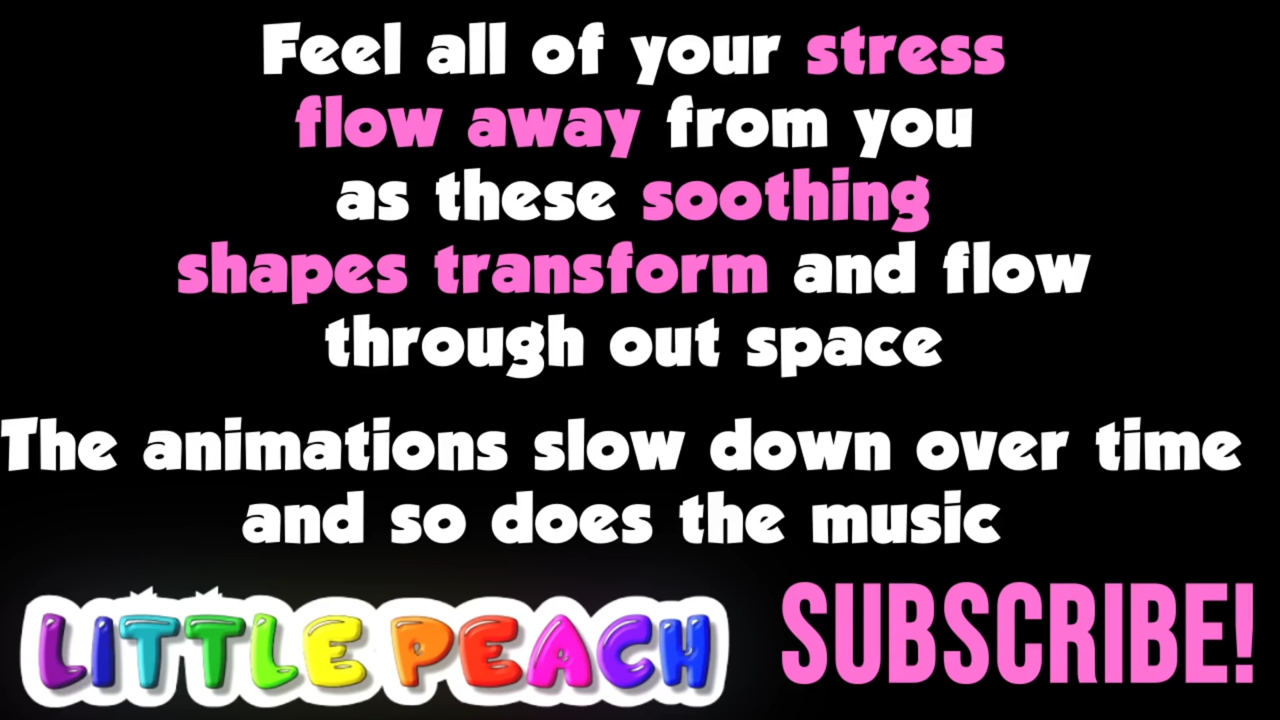 Feel all of your stress
flow away from you
as these soothing
shapes transform and flow
through out space
The animations slow down over time
and so does the music
LITTLE PEACH
SUBSCRIBE!